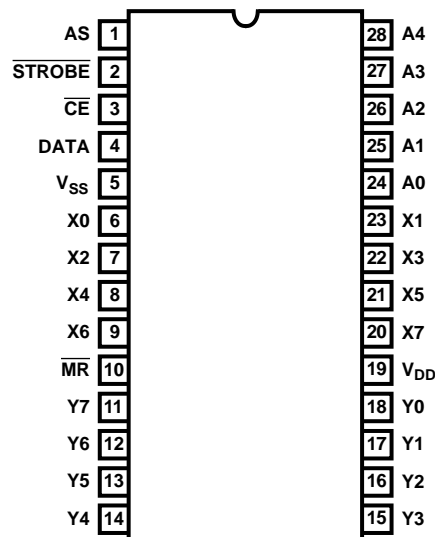 AS 1 28 A4
STROBE 2 27 A3
CE 3 26 A2
DATA 4 25 A1
VSS 5 24 A0
X0 6 23 X1
X2 7 22 X3
X4 8 21 X5
X6 9 20 X7
MR 10 19 VDD
Y7 11 18 Y0
Y6 12 17 Y1
Y5 13 16 Y2
Y4 14 15 Y3